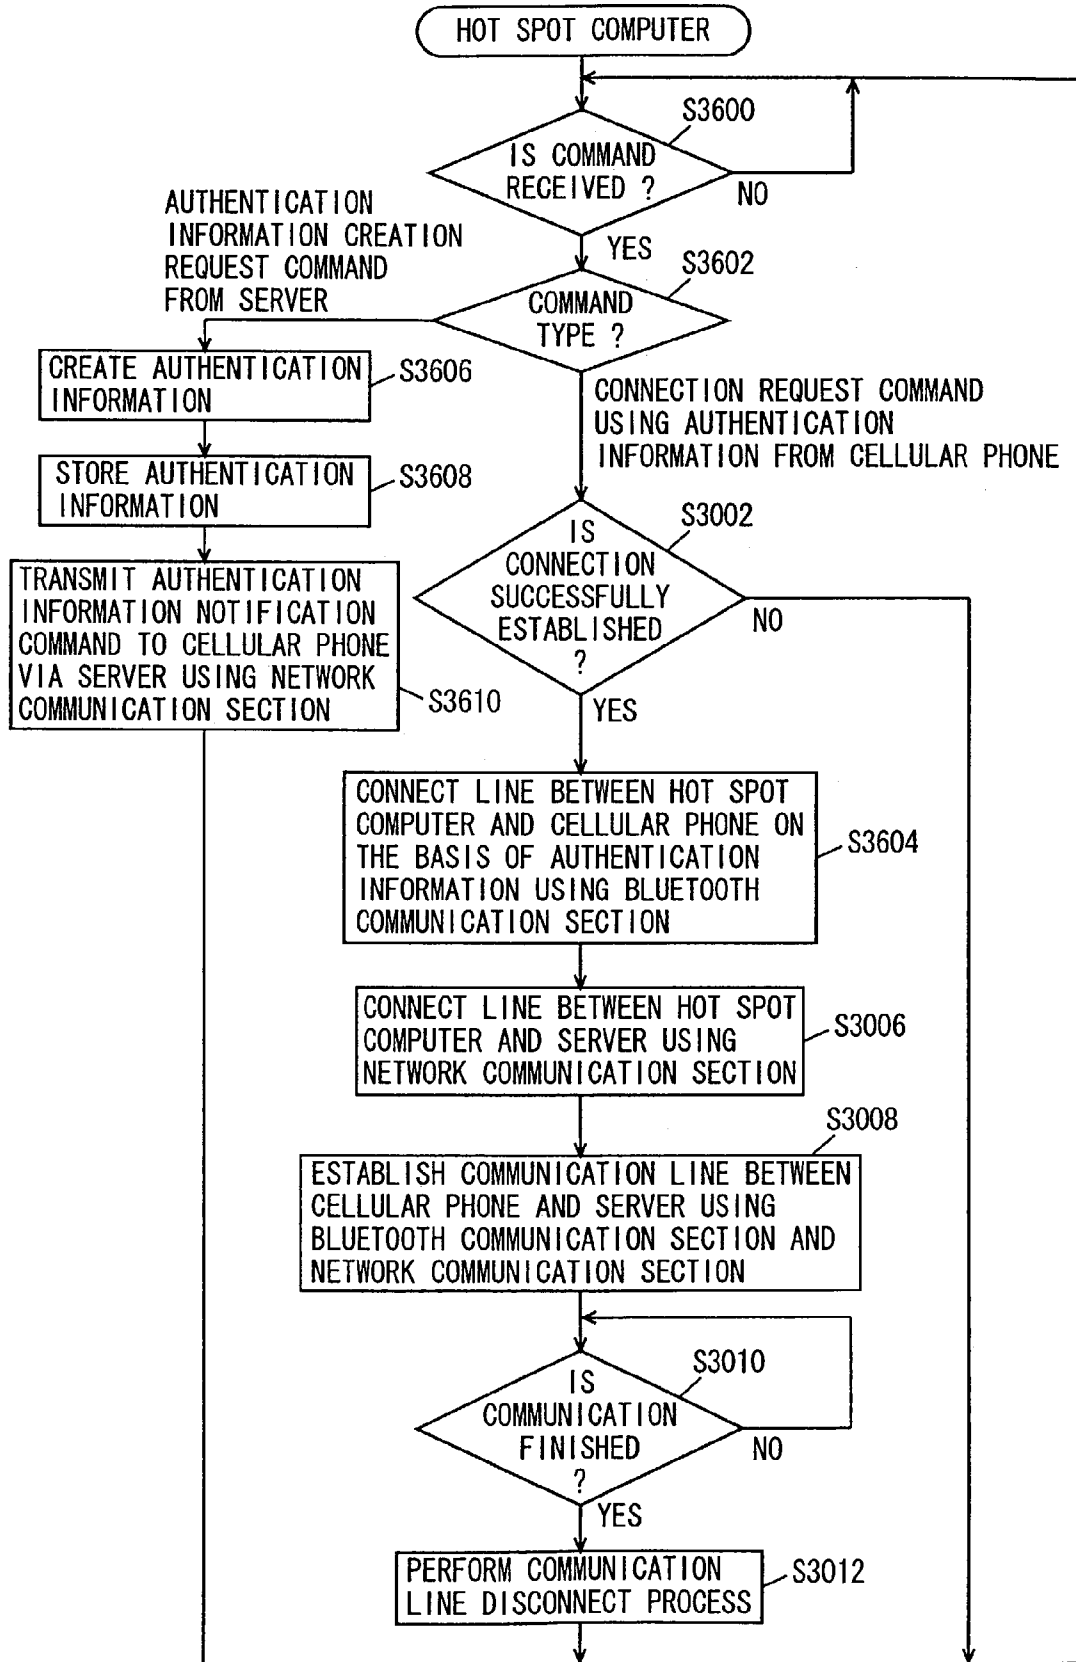 HOT SPOT COMPUTER
S3600
IS COMMAND
RECEIVED ?
NO
YES
AUTHENTICATION
INFORMATION CREATION
REQUEST COMMAND
FROM SERVER
S3602
COMMAND
TYPE ?
CREATE AUTHENTICATION
INFORMATION
S3606
CONNECTION REQUEST COMMAND
USING AUTHENTICATION
INFORMATION FROM CELLULAR PHONE
STORE AUTHENTICATION
INFORMATION
S3608
S3002
IS
CONNECTION
SUCCESSFULLY
ESTABLISHED
?
NO
YES
TRANSMIT AUTHENTICATION
INFORMATION NOTIFICATION
COMMAND TO CELLULAR PHONE
VIA SERVER USING NETWORK
COMMUNICATION SECTION
S3610
CONNECT LINE BETWEEN HOT SPOT
COMPUTER AND CELLULAR PHONE ON
THE BASIS OF AUTHENTICATION
INFORMATION USING BLUETOOTH
COMMUNICATION SECTION
S3604
CONNECT LINE BETWEEN HOT SPOT
COMPUTER AND SERVER USING
NETWORK COMMUNICATION SECTION
S3006
S3008
ESTABLISH COMMUNICATION LINE BETWEEN
CELLULAR PHONE AND SERVER USING
BLUETOOTH COMMUNICATION SECTION AND
NETWORK COMMUNICATION SECTION
S3010
IS
COMMUNICATION
FINISHED
?
NO
YES
PERFORM COMMUNICATION
LINE DISCONNECT PROCESS
S3012